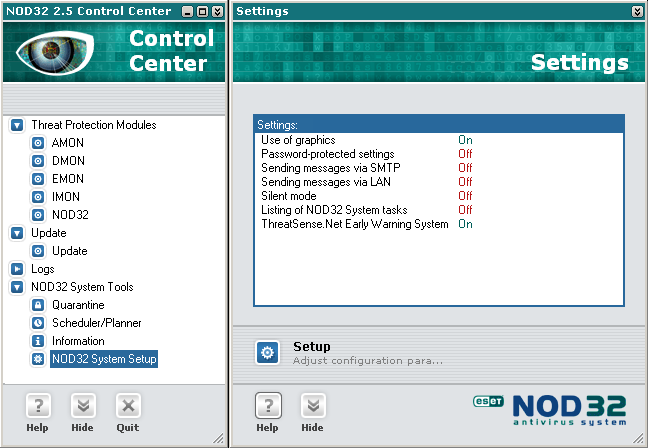 NOD32 2.5 Control Center
Control
Center
Threat Protection Modules
AMON
DMON
EMON
IMON
NOD32
Update
Update
Logs
NOD32 System Tools
Quarantine
Scheduler/Planner
Information
NOD32 System Setup
Help Hide Quit
Settings
Settings
Settings:
Use of graphics On
Password-protected settings Off
Sending messages via SMTP Off
Sending messages via LAN Off
Silent mode Off
Listing of NOD32 System tasks Off
ThreatSense.Net Early Warning System On
Setup
Adjust configuration para...
Help Hide
eset NOD32
antivirus system